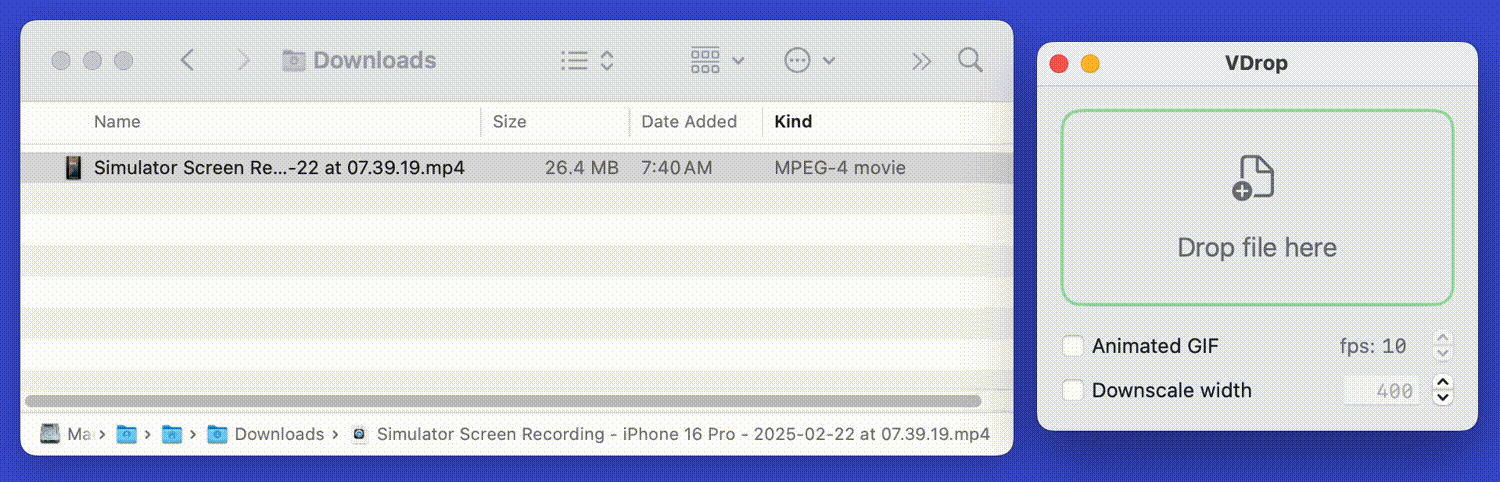 Downloads
Name Size Date Added Kind
Simulator Screen Re...-22 at 07.39.19.mp4 26.4 MB 7:40 AM MPEG-4 movie
Downloads Simulator Screen Recording - iPhone 16 Pro - 2025-02-22 at 07.39.19.mp4
VDrop
Drop file here
Animated GIF fps: 10
Downscale width 400